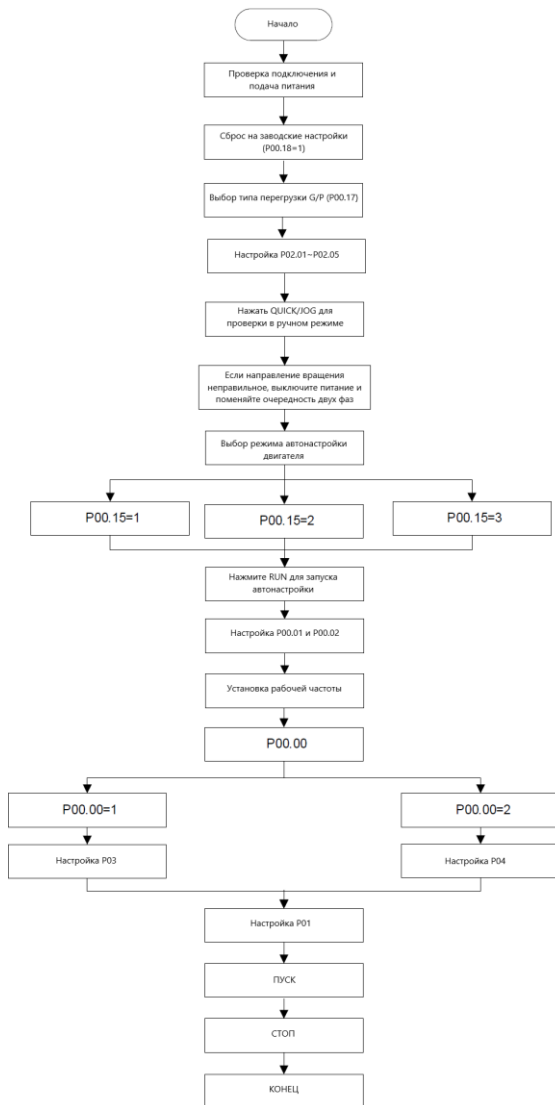 Начало
Проверка подключения и
подача питания
Сброс на заводские настройки
(P00.18=1)
Выбор типа перегрузки G/P (P00.17)
Настройка P02.01~P02.05
Нажать QUICK/JOG для
проверки в ручном режиме
Если направление вращения
неправильное, выключите питание и
поменяйте очередность двух фаз
Выбор режима автонастройки
двигателя
P00.15=1
P00.15=2
P00.15=3
Нажмите RUN для запуска
автонастройки
Настройка P00.01 и P00.02
Установка рабочей частоты
P00.00
P00.00=1
P00.00=2
Настройка P03
Настройка P04
Настройка P01
ПУСК
СТОП
КОНЕЦ